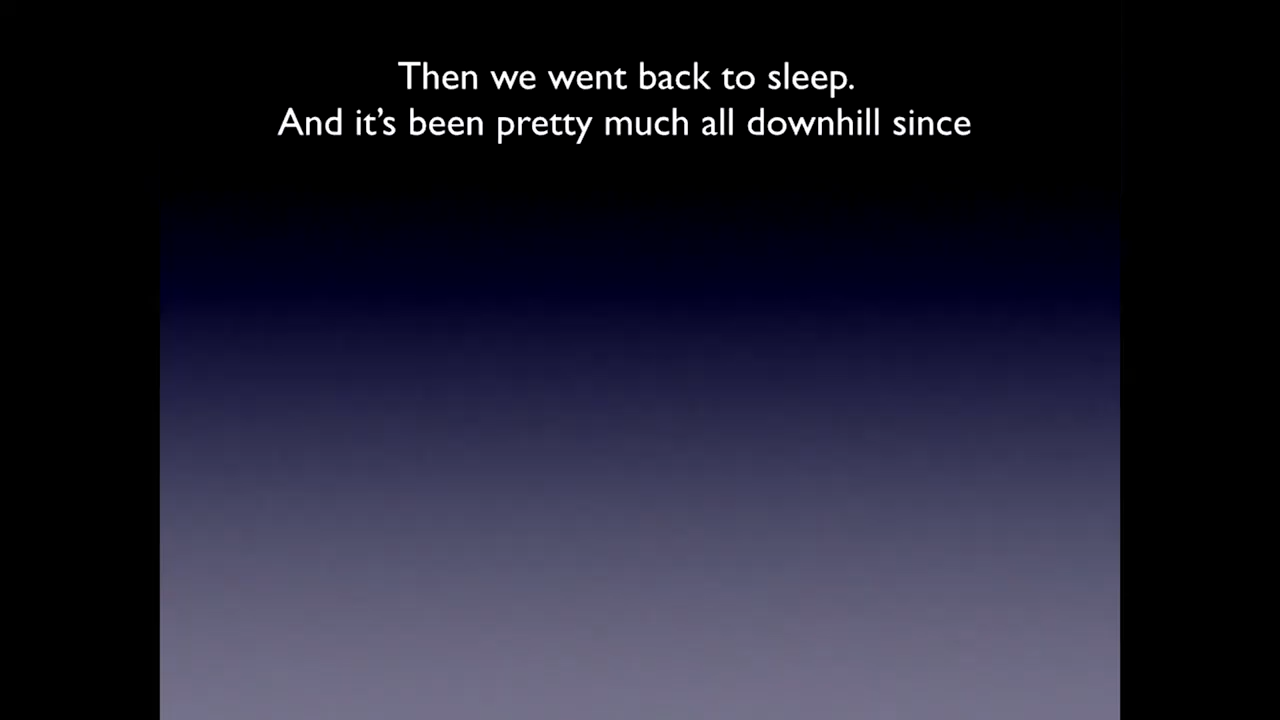 Then we went back to sleep.
And it’s been pretty much all downhill since